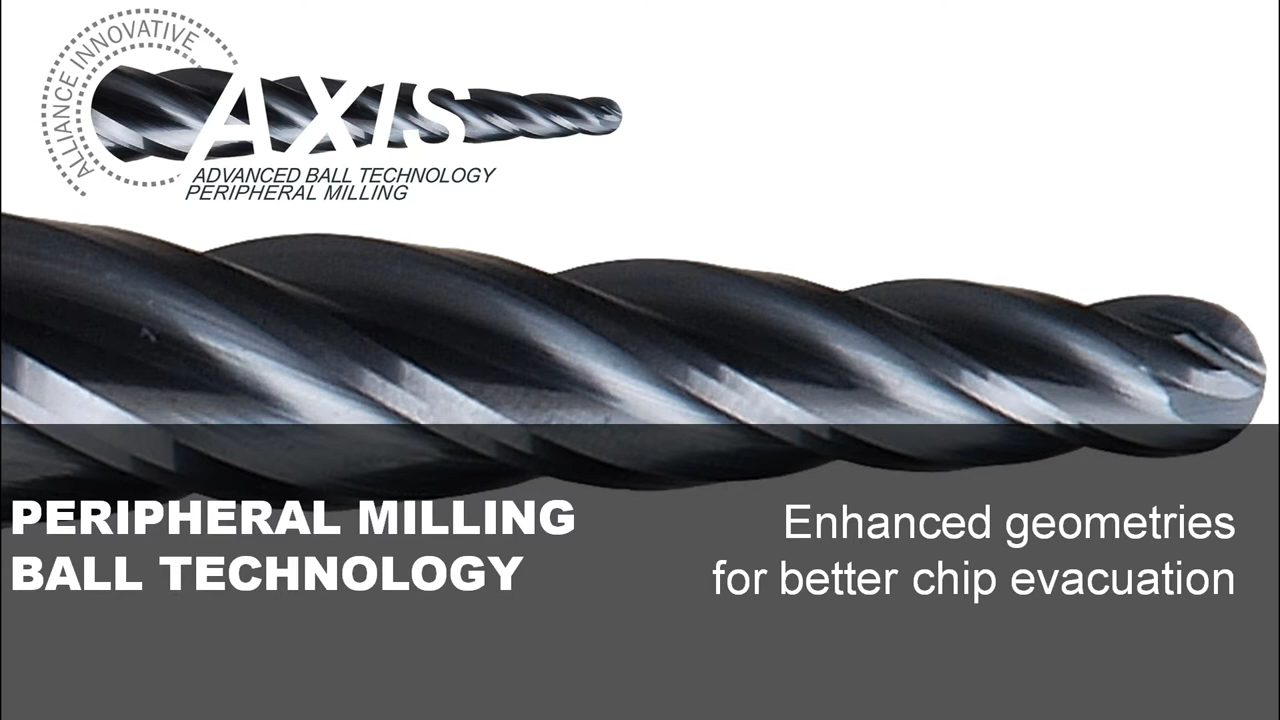 ALLIANCE INNOVATIVE
AXIS
ADVANCED BALL TECHNOLOGY
PERIPHERAL MILLING
PERIPHERAL MILLING
BALL TECHNOLOGY
Enhanced geometries
for better chip evacuation